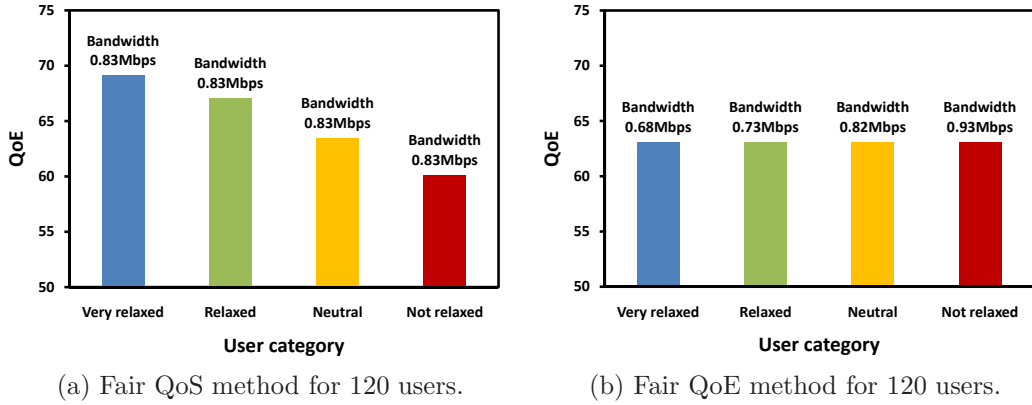 75
70
65
60
55
50
QoE
Bandwidth
0.83Mbps
Bandwidth
0.83Mbps
Bandwidth
0.83Mbps
Bandwidth
0.83Mbps
Very relaxed
Relaxed
Neutral
Not relaxed
User category
(a) Fair QoS method for 120 users.
75
70
65
60
55
50
QoE
Bandwidth
0.68Mbps
Bandwidth
0.73Mbps
Bandwidth
0.82Mbps
Bandwidth
0.93Mbps
Very relaxed
Relaxed
Neutral
Not relaxed
User category
(b) Fair QoE method for 120 users.